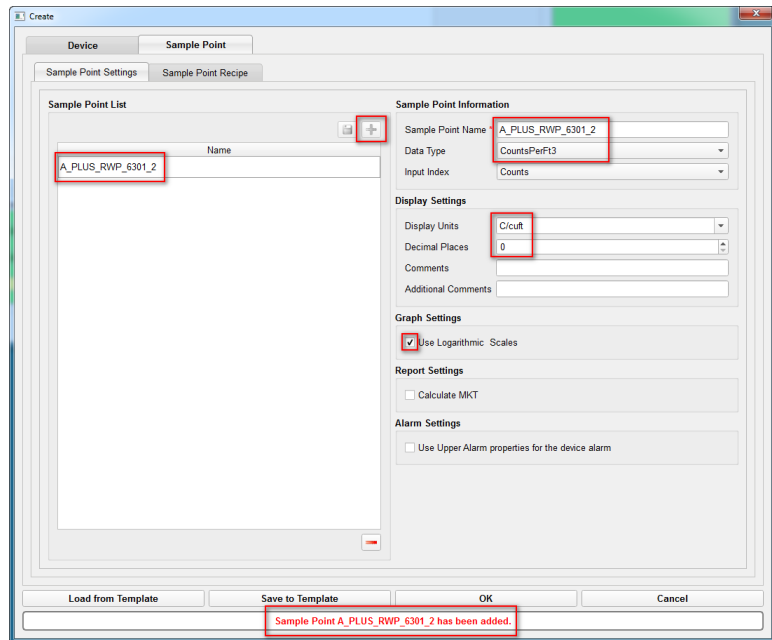 Create
Device
Sample Point
Sample Point Settings
Sample Point Recipe
Sample Point List
Name
A_PLUS_RWP_6301_2
Sample Point Information
Sample Point Name * A_PLUS_RWP_6301_2
Data Type CountsPerFt3
Input Index Counts
Display Settings
Display Units C/cuft
Decimal Places 0
Comments
Additional Comments
Graph Settings
Use Logarithmic Scales
Report Settings
Calculate MKT
Alarm Settings
Use Upper Alarm properties for the device alarm
Load from Template
Save to Template
OK
Cancel
Sample Point A_PLUS_RWP_6301_2 has been added.